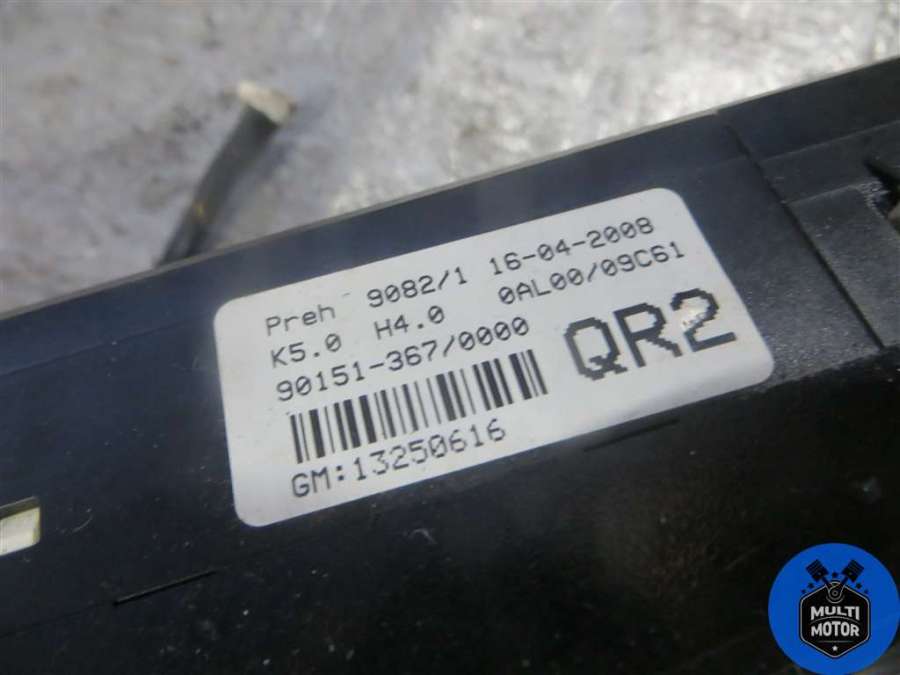 Preh 9082/1 16-04-2008
K5.0 H4.0 0AL00/09C61
90151-367/0000
QR2
GM:13250616
MULTI
MOTOR